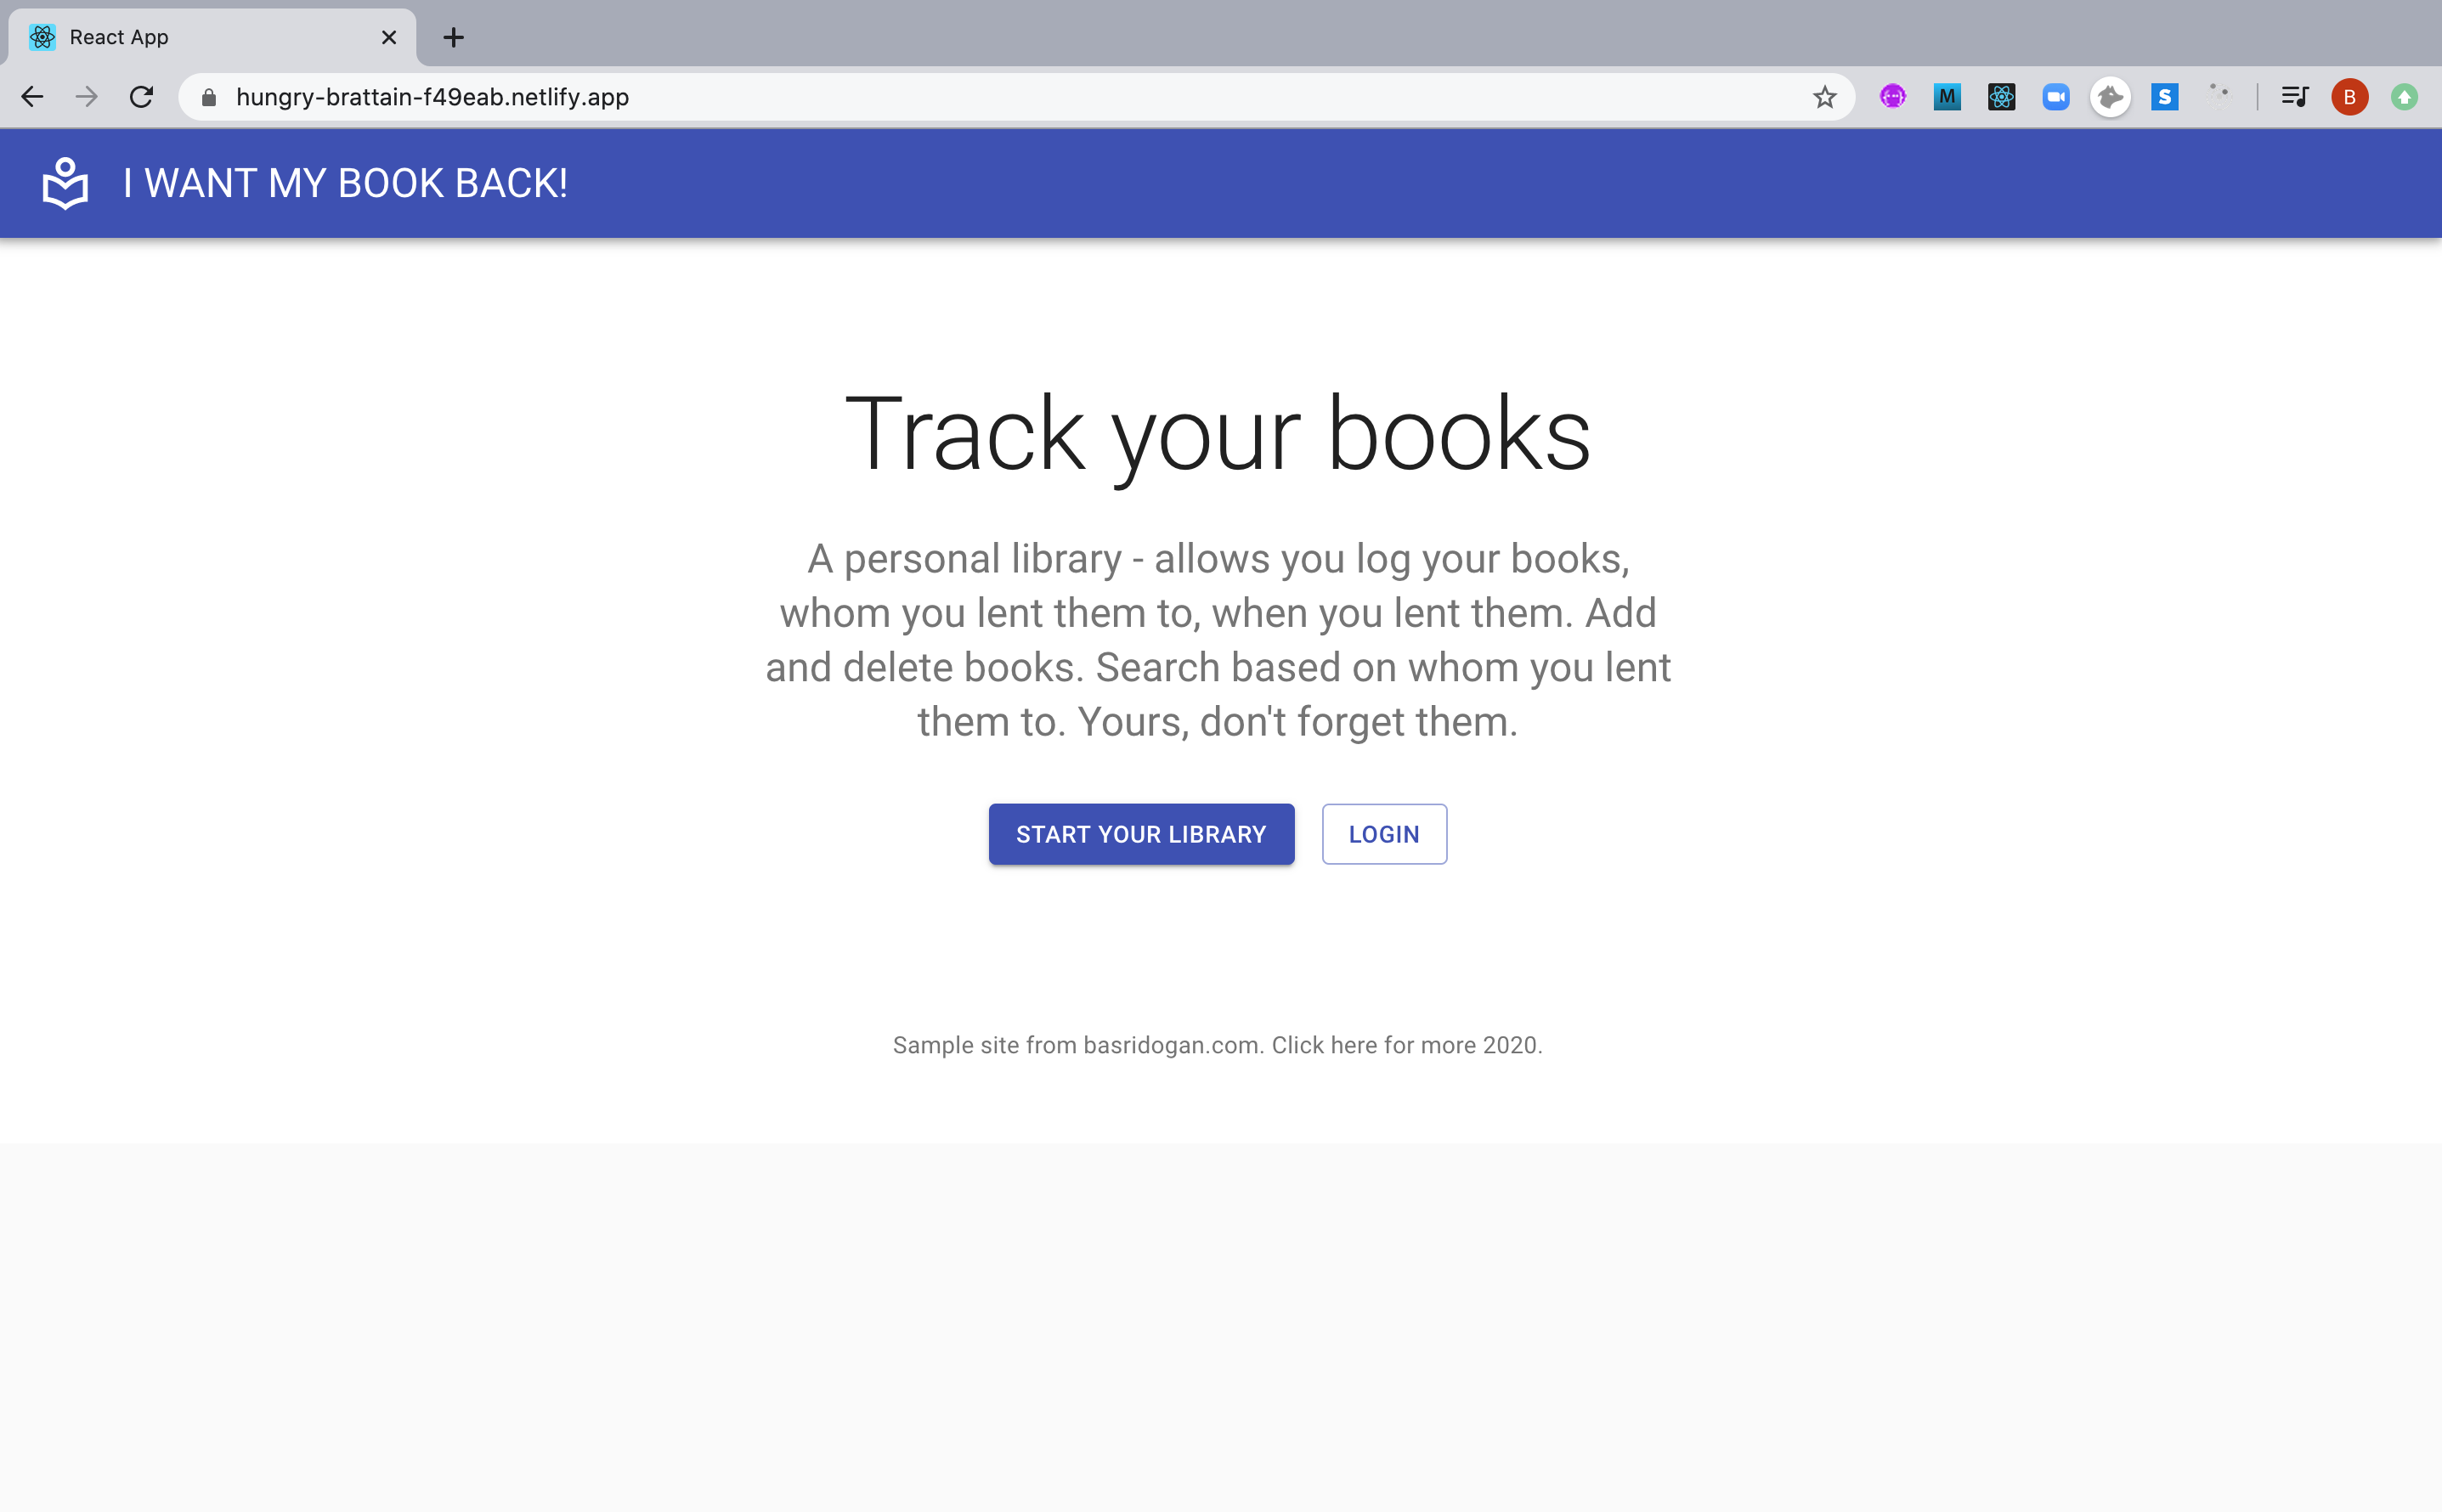 React App
hungry-brattain-f49eab.netlify.app
M
S
B
I WANT MY BOOK BACK!
Track your books
A personal library - allows you log your books,
whom you lent them to, when you lent them. Add
and delete books. Search based on whom you lent
them to. Yours, don't forget them.
START YOUR LIBRARY
LOGIN
Sample site from basridogan.com. Click here for more 2020.